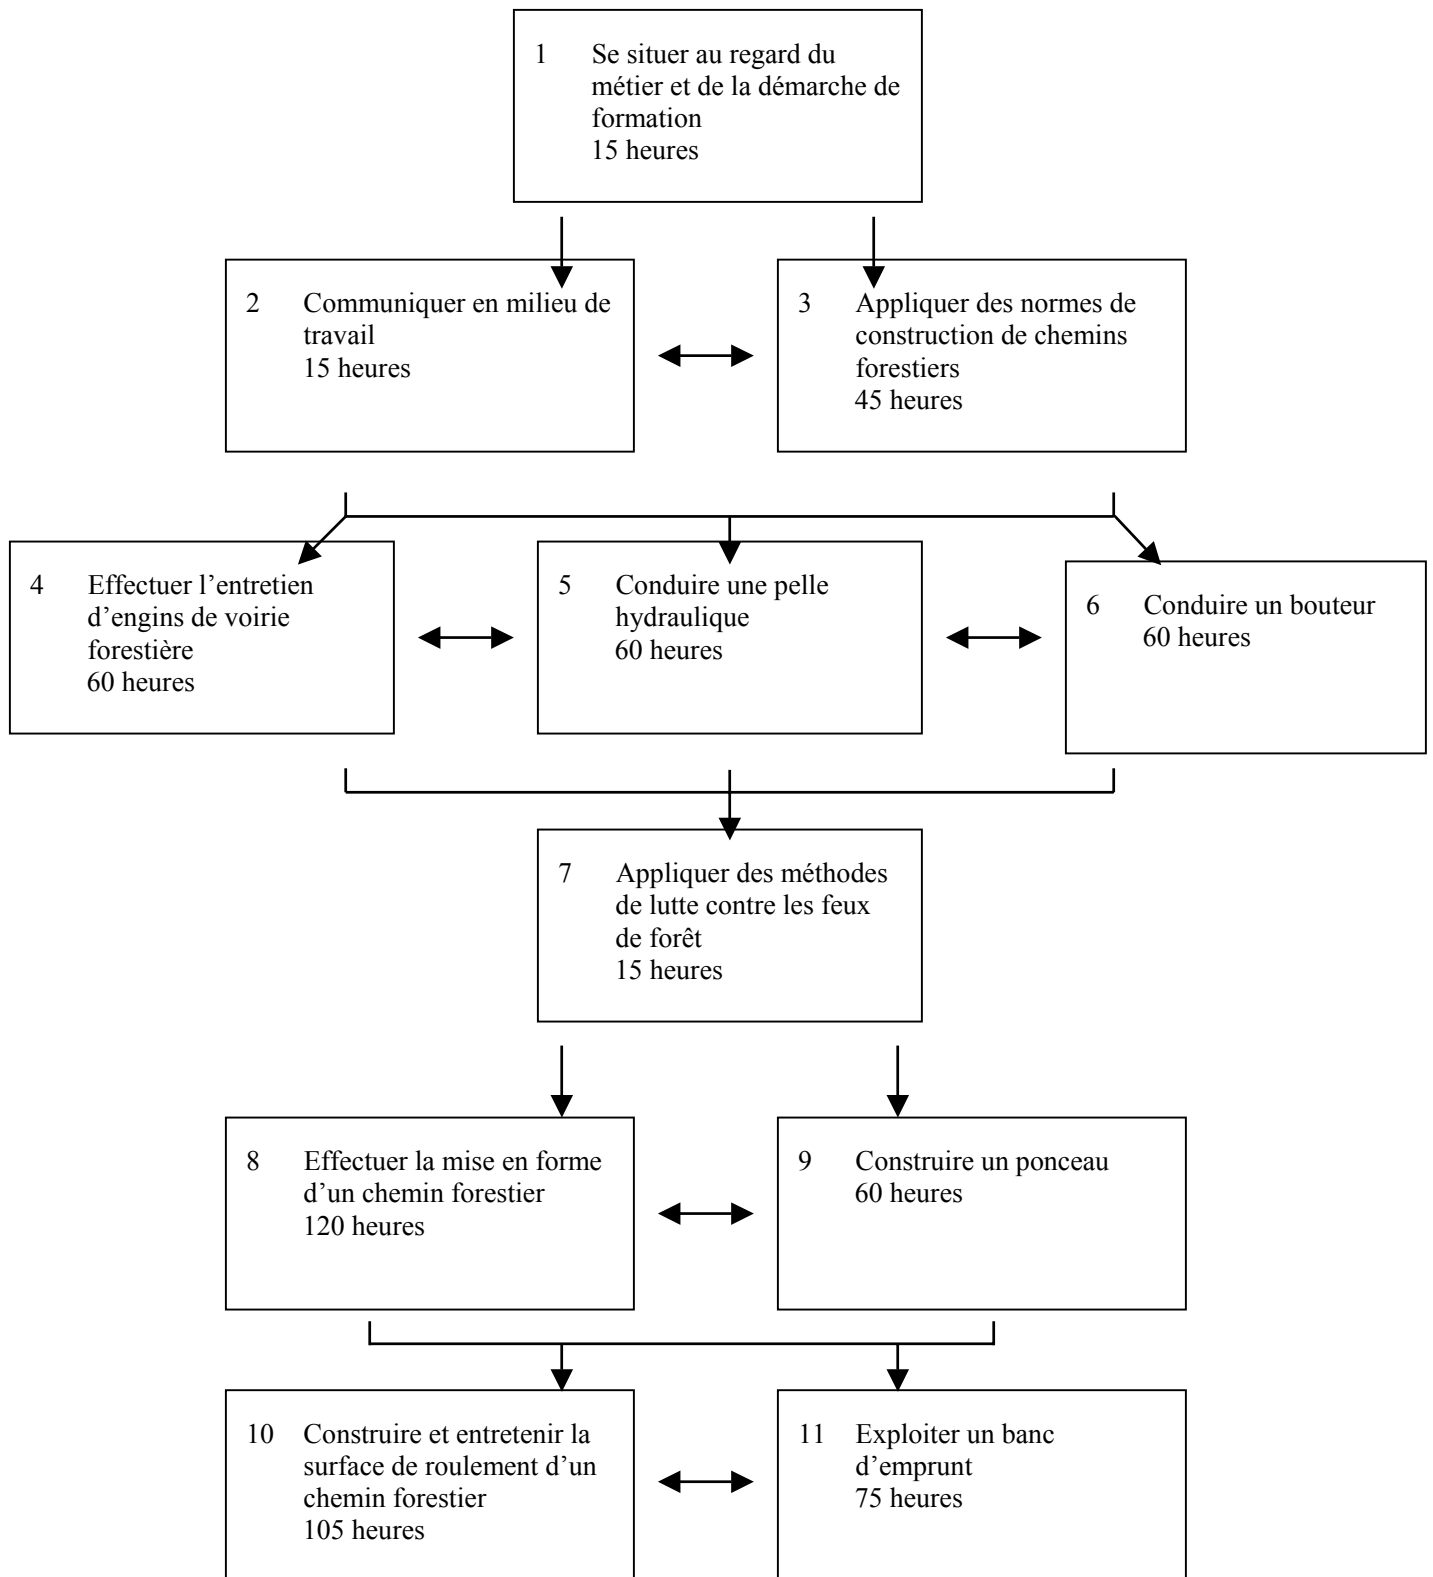 1 Se situer au regard du
métier et de la démarche de
formation
15 heures
2 Communiquer en milieu de
travail
15 heures
3 Appliquer des normes de
construction de chemins
forestiers
45 heures
4 Effectuer l’entretien
d’engins de voirie
forestière
60 heures
5 Conduire une pelle
hydraulique
60 heures
6 Conduire un bouteur
60 heures
7 Appliquer des méthodes
de lutte contre les feux
de forêt
15 heures
8 Effectuer la mise en forme
d’un chemin forestier
120 heures
9 Construire un ponceau
60 heures
10 Construire et entretenir la
surface de roulement d’un
chemin forestier
105 heures
11 Exploiter un banc
d’emprunt
75 heures